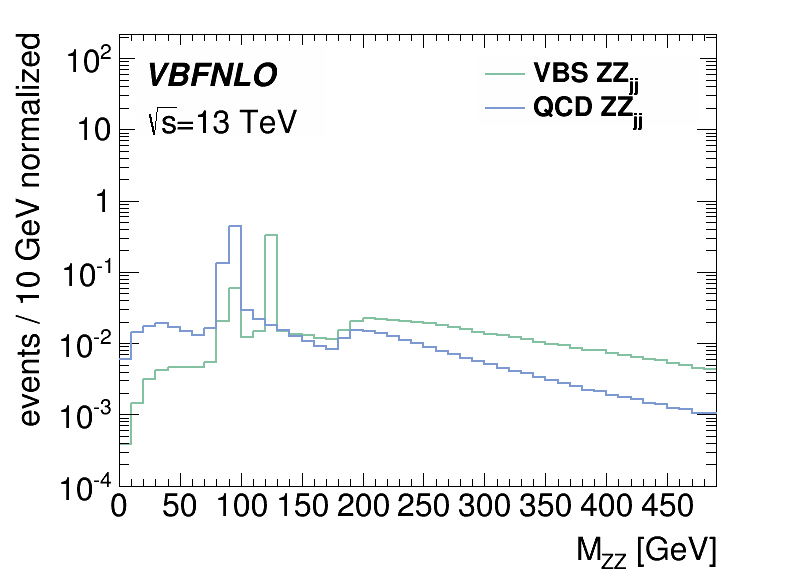 events / 10 GeV normalized
10²
10
1
10⁻¹
10⁻²
10⁻³
10⁻⁴
VBFNLO
√s=13 TeV
VBS ZZjj
QCD ZZjj
0 50 100 150 200 250 300 350 400 450
M_ZZ [GeV]